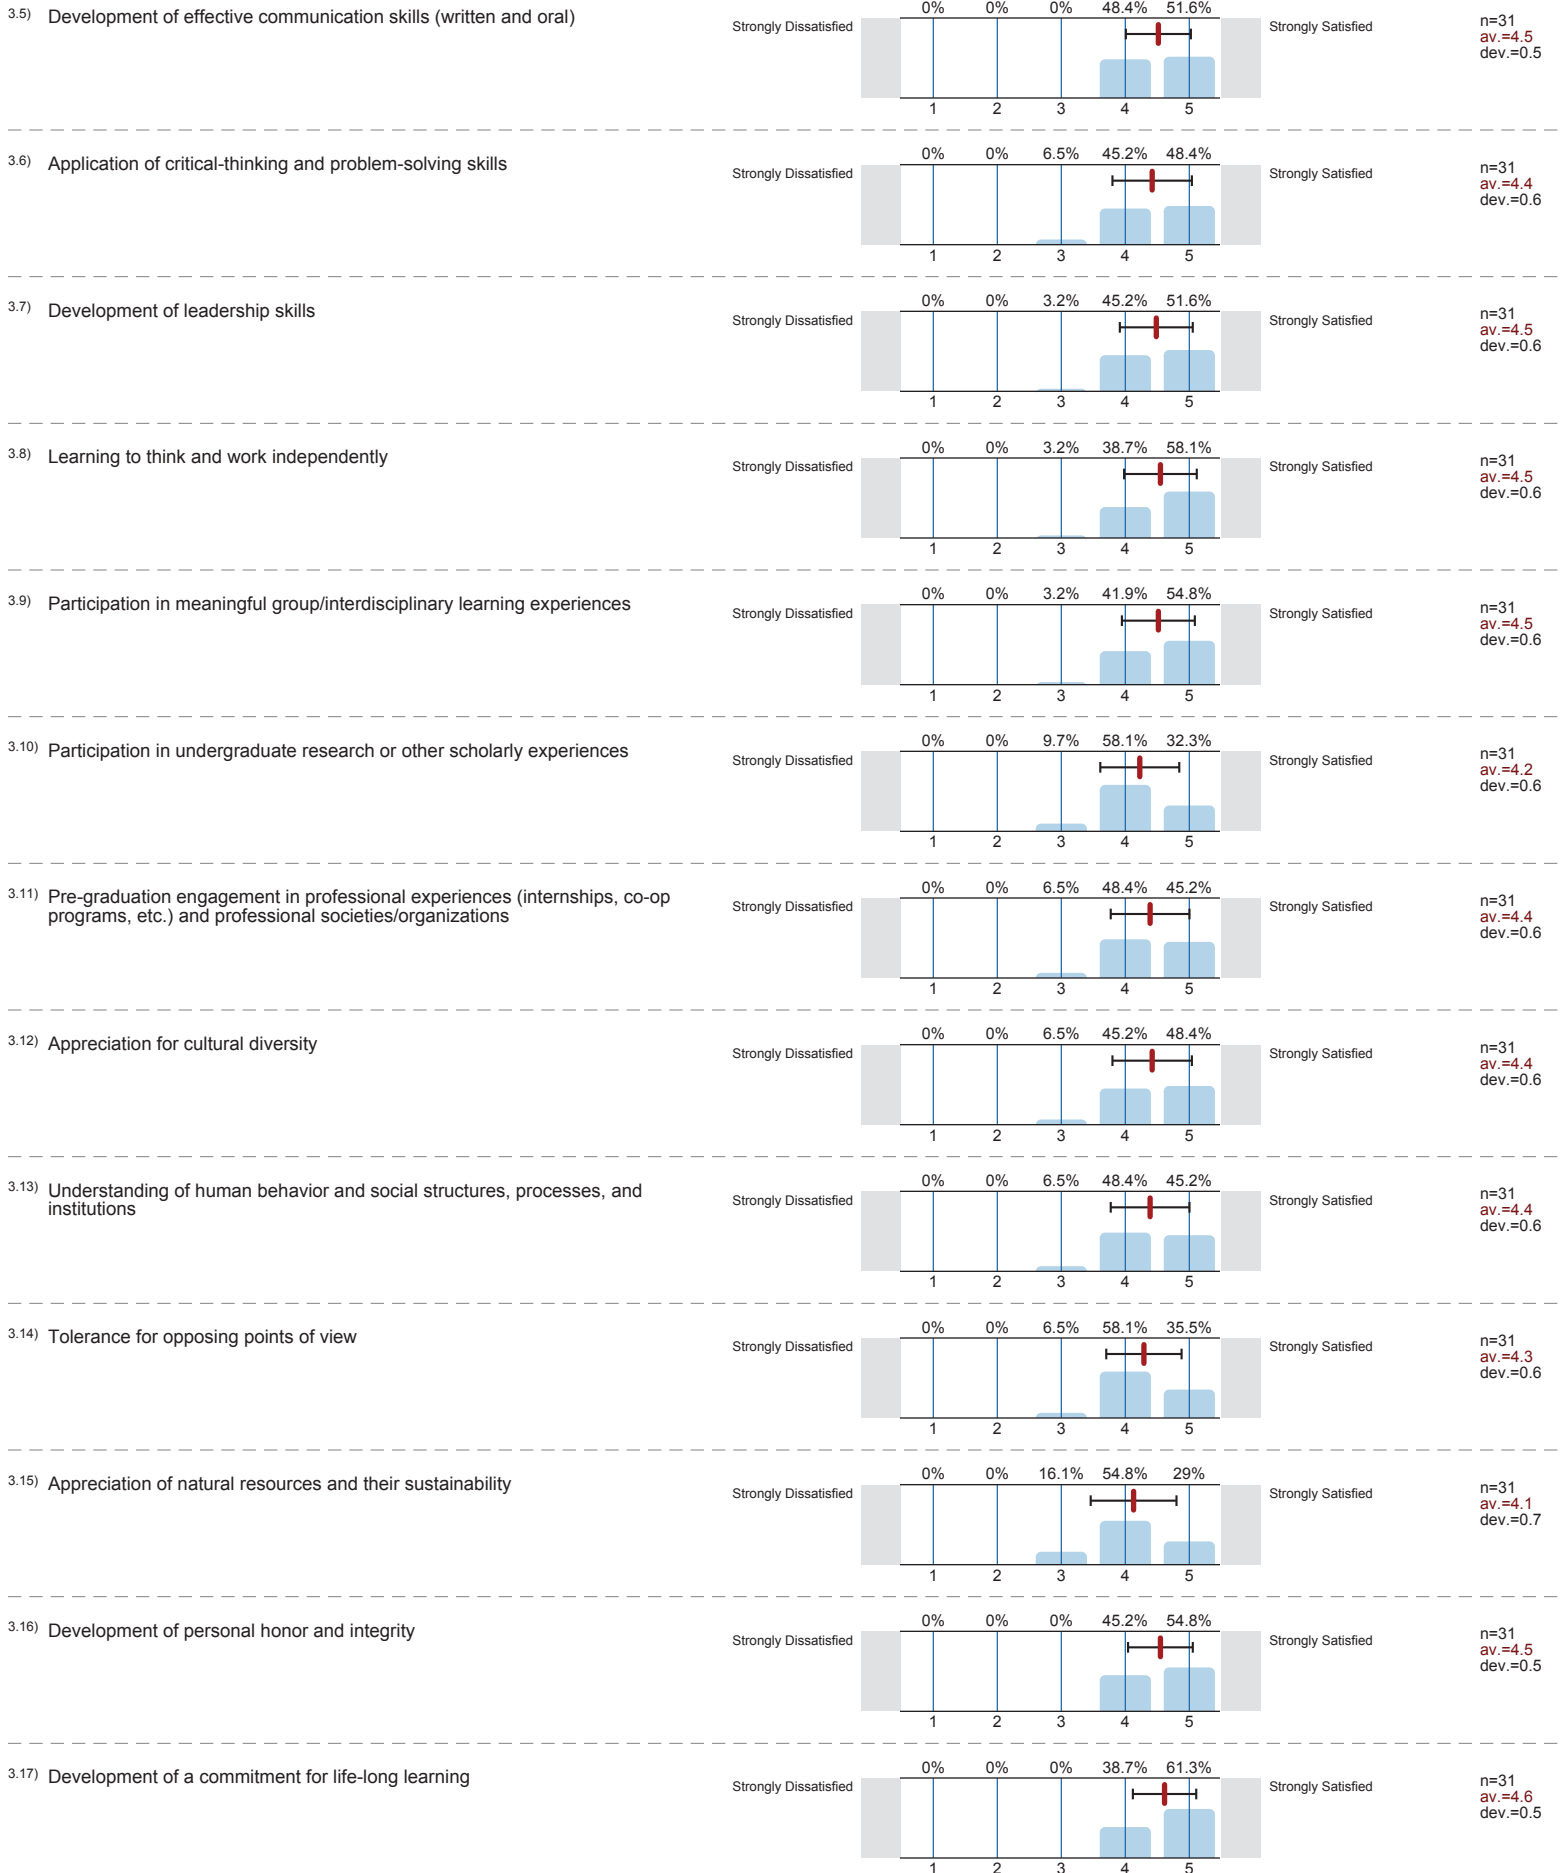 3.5) Development of effective communication skills (written and oral)
0% 0% 0% 48.4% 51.6%
Strongly Dissatisfied Strongly Satisfied
n=31
av.=4.5
dev.=0.5
1 2 3 4 5
3.6) Application of critical-thinking and problem-solving skills
0% 0% 6.5% 45.2% 48.4%
Strongly Dissatisfied Strongly Satisfied
n=31
av.=4.4
dev.=0.6
1 2 3 4 5
3.7) Development of leadership skills
0% 0% 3.2% 45.2% 51.6%
Strongly Dissatisfied Strongly Satisfied
n=31
av.=4.5
dev.=0.6
1 2 3 4 5
3.8) Learning to think and work independently
0% 0% 3.2% 38.7% 58.1%
Strongly Dissatisfied Strongly Satisfied
n=31
av.=4.5
dev.=0.6
1 2 3 4 5
3.9) Participation in meaningful group/interdisciplinary learning experiences
0% 0% 3.2% 41.9% 54.8%
Strongly Dissatisfied Strongly Satisfied
n=31
av.=4.5
dev.=0.6
1 2 3 4 5
3.10) Participation in undergraduate research or other scholarly experiences
0% 0% 9.7% 58.1% 32.3%
Strongly Dissatisfied Strongly Satisfied
n=31
av.=4.2
dev.=0.6
1 2 3 4 5
3.11) Pre-graduation engagement in professional experiences (internships, co-op
programs, etc.) and professional societies/organizations
0% 0% 6.5% 48.4% 45.2%
Strongly Dissatisfied Strongly Satisfied
n=31
av.=4.4
dev.=0.6
1 2 3 4 5
3.12) Appreciation for cultural diversity
0% 0% 6.5% 45.2% 48.4%
Strongly Dissatisfied Strongly Satisfied
n=31
av.=4.4
dev.=0.6
1 2 3 4 5
3.13) Understanding of human behavior and social structures, processes, and
institutions
0% 0% 6.5% 48.4% 45.2%
Strongly Dissatisfied Strongly Satisfied
n=31
av.=4.4
dev.=0.6
1 2 3 4 5
3.14) Tolerance for opposing points of view
0% 0% 6.5% 58.1% 35.5%
Strongly Dissatisfied Strongly Satisfied
n=31
av.=4.3
dev.=0.6
1 2 3 4 5
3.15) Appreciation of natural resources and their sustainability
0% 0% 16.1% 54.8% 29%
Strongly Dissatisfied Strongly Satisfied
n=31
av.=4.1
dev.=0.7
1 2 3 4 5
3.16) Development of personal honor and integrity
0% 0% 0% 45.2% 54.8%
Strongly Dissatisfied Strongly Satisfied
n=31
av.=4.5
dev.=0.5
1 2 3 4 5
3.17) Development of a commitment for life-long learning
0% 0% 0% 38.7% 61.3%
Strongly Dissatisfied Strongly Satisfied
n=31
av.=4.6
dev.=0.5
1 2 3 4 5